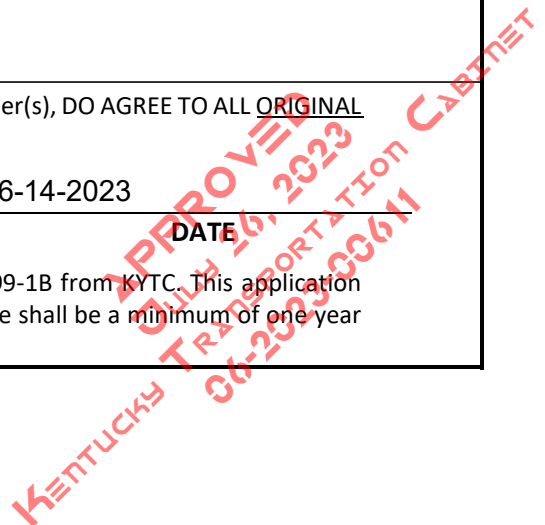 er(s), DO AGREE TO ALL ORIGINAL
6-14-2023
DATE
09-1B from KYTC. This application
e shall be a minimum of one year
APPROVED
July 26, 2023
Kentucky Transportation Cabinet
06-2023-00611